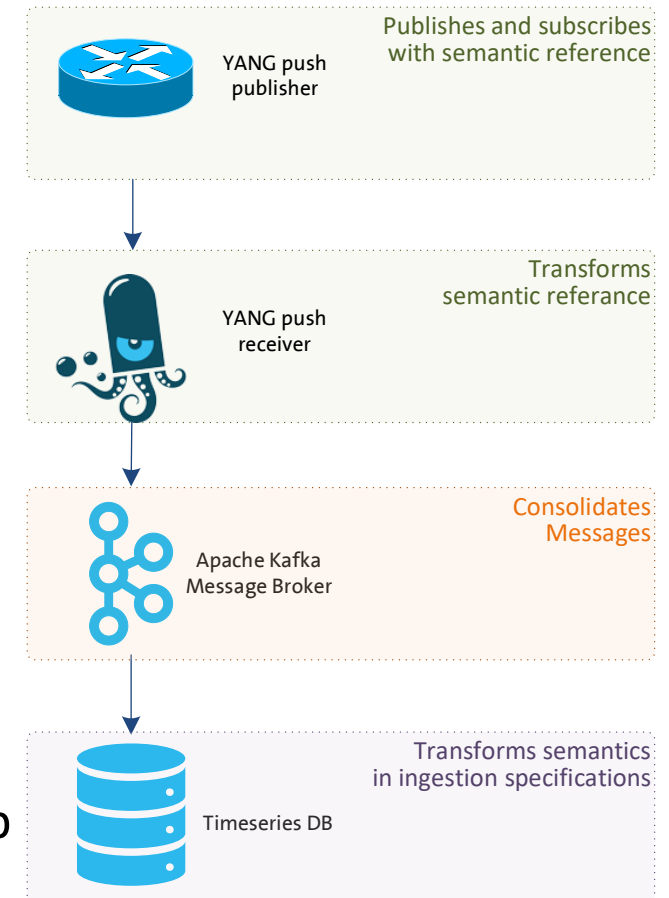 Publishes and subscribes
with semantic reference
YANG push
publisher
Transforms
semantic referance
YANG push
receiver
Consolidates
Messages
Apache Kafka
Message Broker
Transforms semantics
in ingestion specifications
Timeseries DB